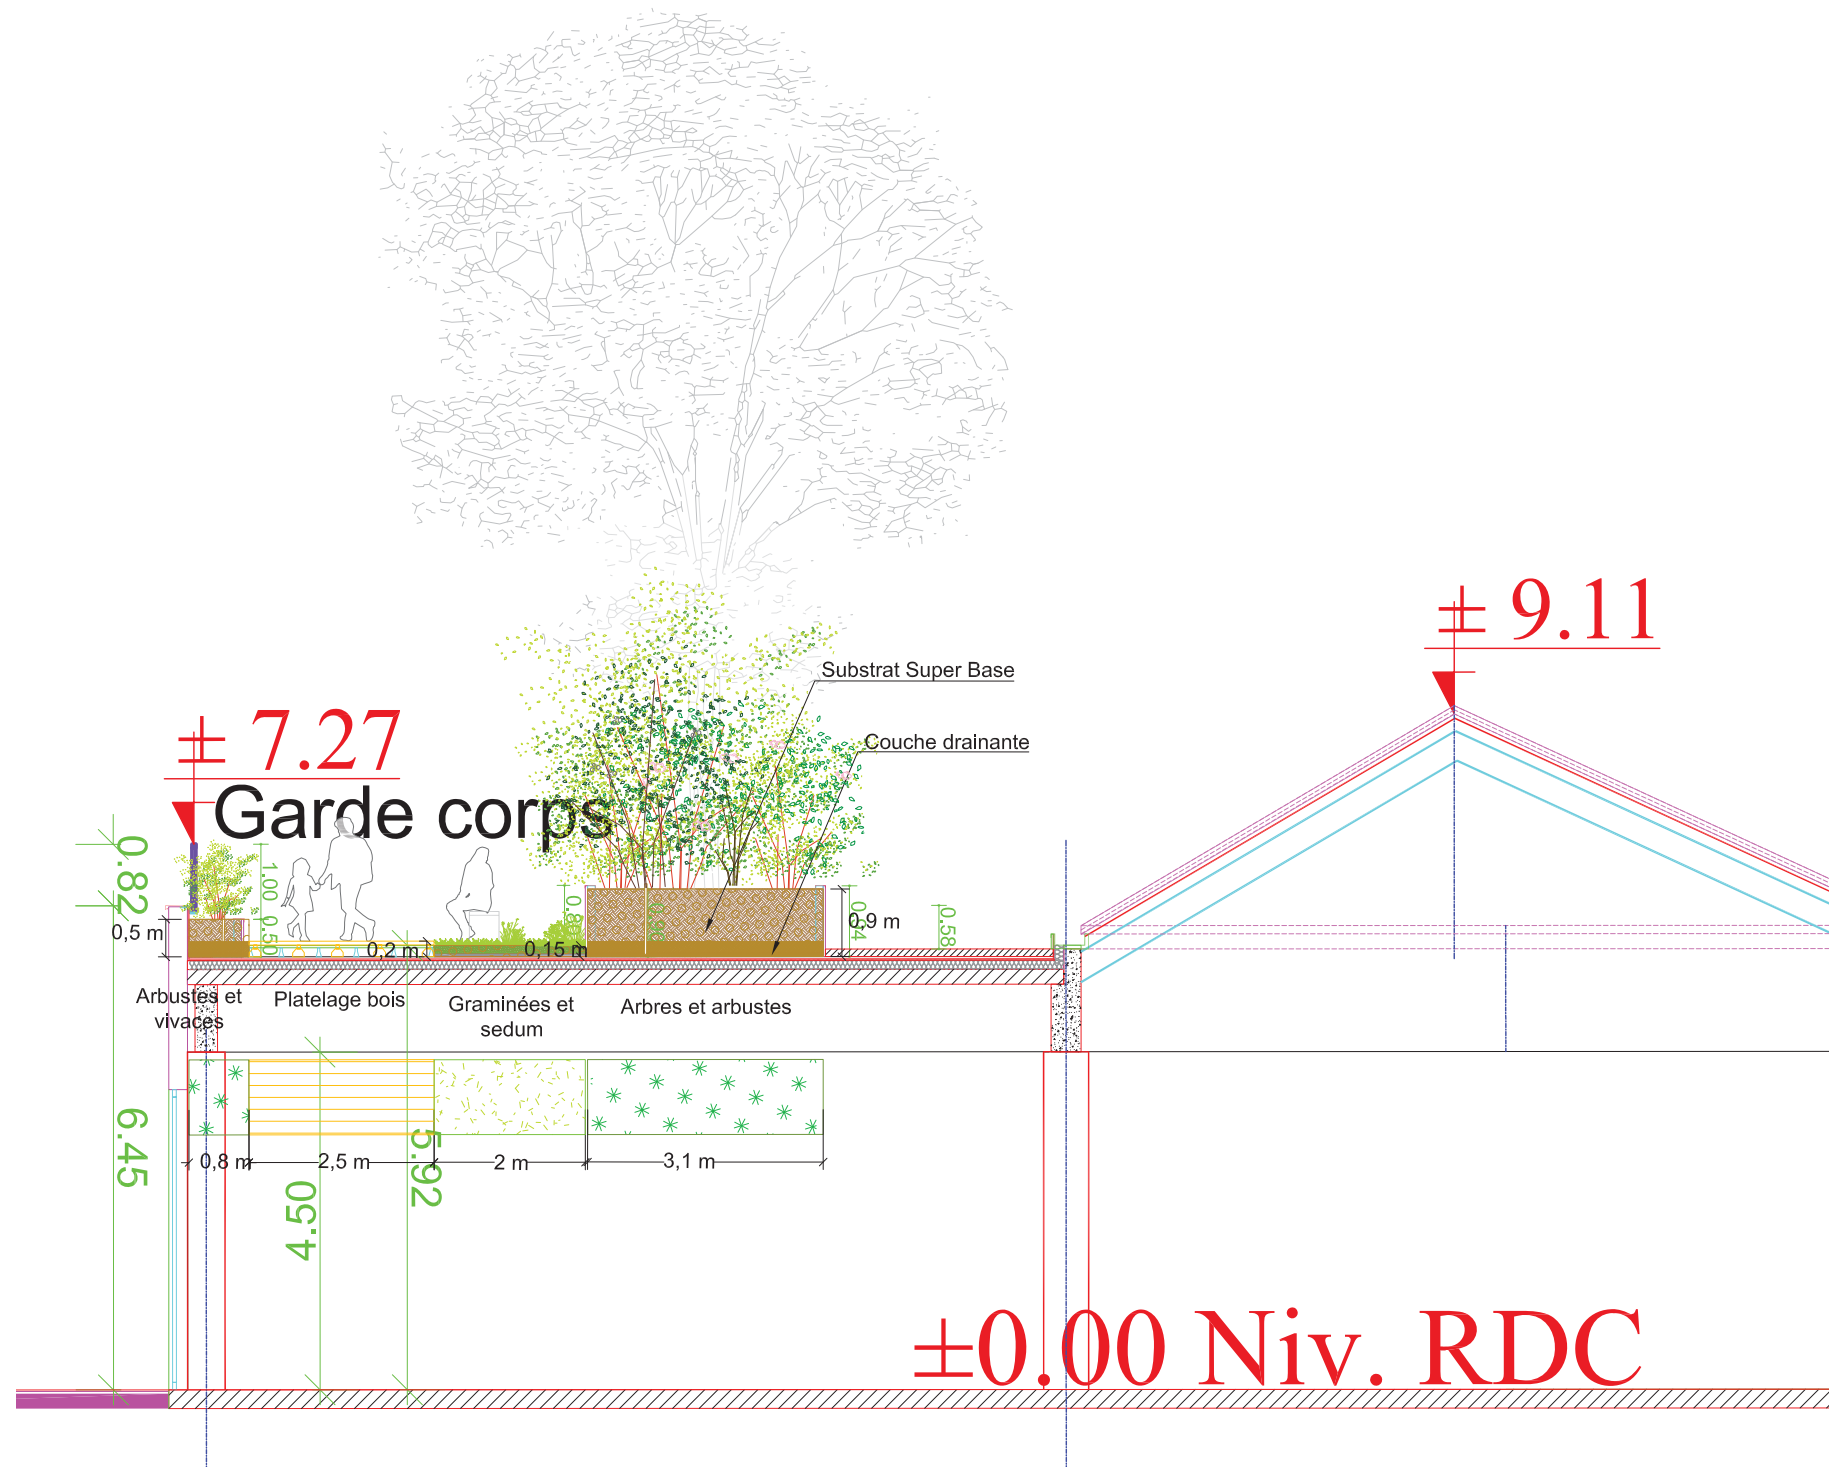 ± 9.11
Substrat Super Base
± 7.27
Couche drainante
Garde corps
0.82
1.00
0,5 m
0.50
0,2 m
0,15 m
0,9 m
0.58
Arbustes et
vivaces
Platelage bois
Graminées et
sedum
Arbres et arbustes
6.45
5.92
4.50
0,8 m
2,5 m
2 m
3,1 m
±0.00 Niv. RDC